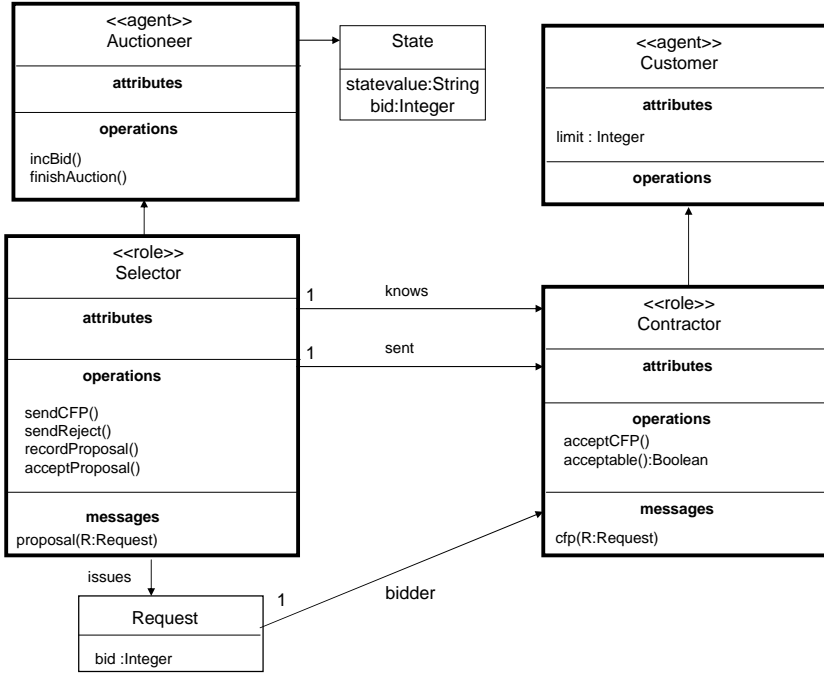 <<agent>>
Auctioneer
attributes
operations
incBid()
finishAuction()
State
statevalue:String
bid:Integer
<<agent>>
Customer
attributes
limit : Integer
operations
<<role>>
Selector
attributes
operations
sendCFP()
sendReject()
recordProposal()
acceptProposal()
messages
proposal(R:Request)
1
knows
1
sent
<<role>>
Contractor
attributes
operations
acceptCFP()
acceptable():Boolean
messages
cfp(R:Request)
issues
1
bidder
Request
bid :Integer